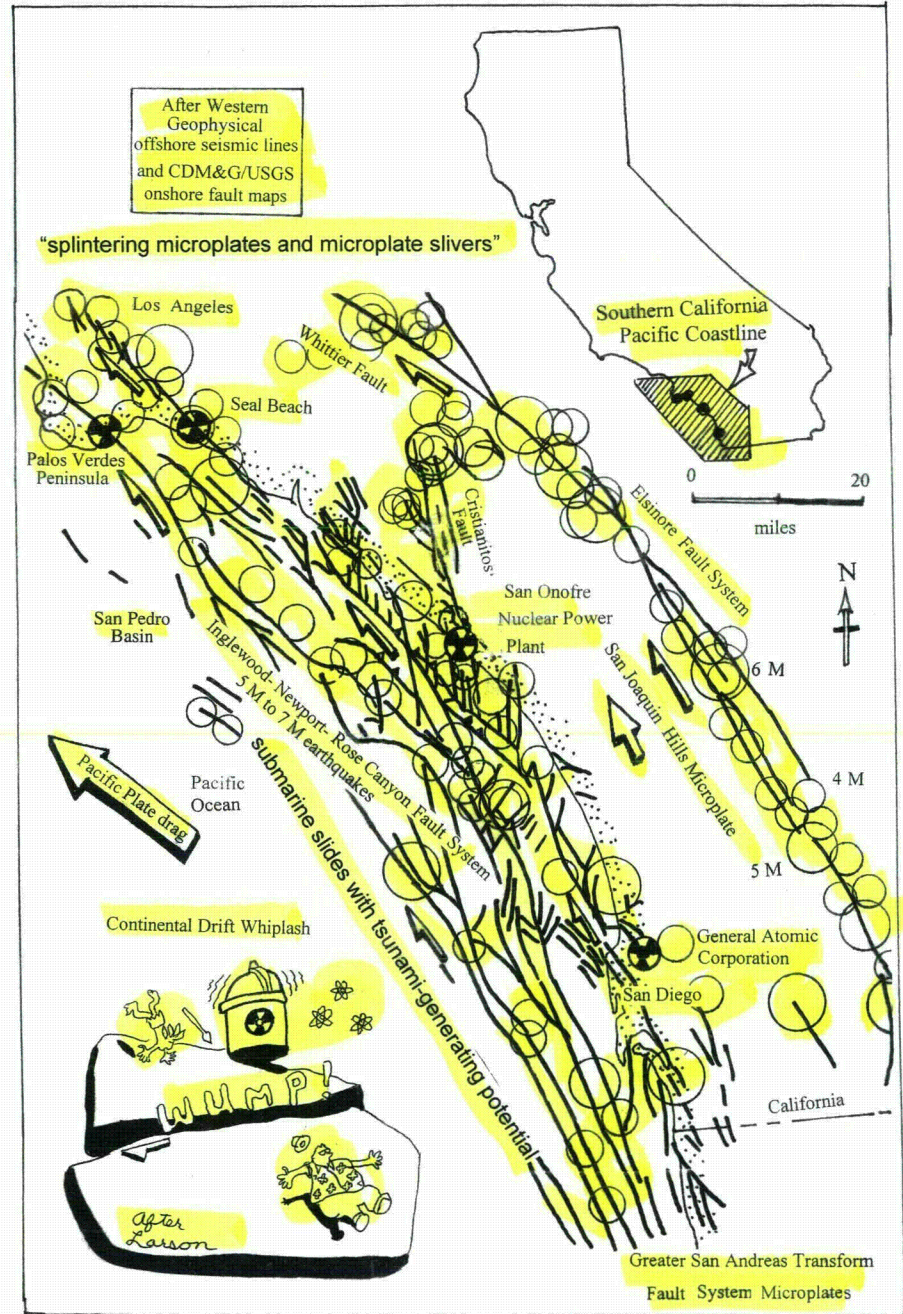 After Western
Geophysical
offshore seismic lines
and CDM&G/USGS
onshore fault maps
"splintering microplates and microplate slivers"
Los Angeles
Whittier Fault
Southern California
Pacific Coastline
Seal Beach
Palos Verdes
Peninsula
0 20
miles
Cristianitos
Fault
Elsinore Fault System
N
San Pedro
Basin
San Onofre
Nuclear Power
Plant
Inglewood-Newport-Rose Canyon Fault System
5 M to 7 M earthquakes
San Joaquin Hills Microplate
6 M
Pacific Plate drag
Pacific
Ocean
submarine slides with tsunami-generating potential
4 M
5 M
Continental Drift Whiplash
General Atomic
Corporation
San Diego
WUMP!
California
After
Larson
Greater San Andreas Transform
Fault System Microplates